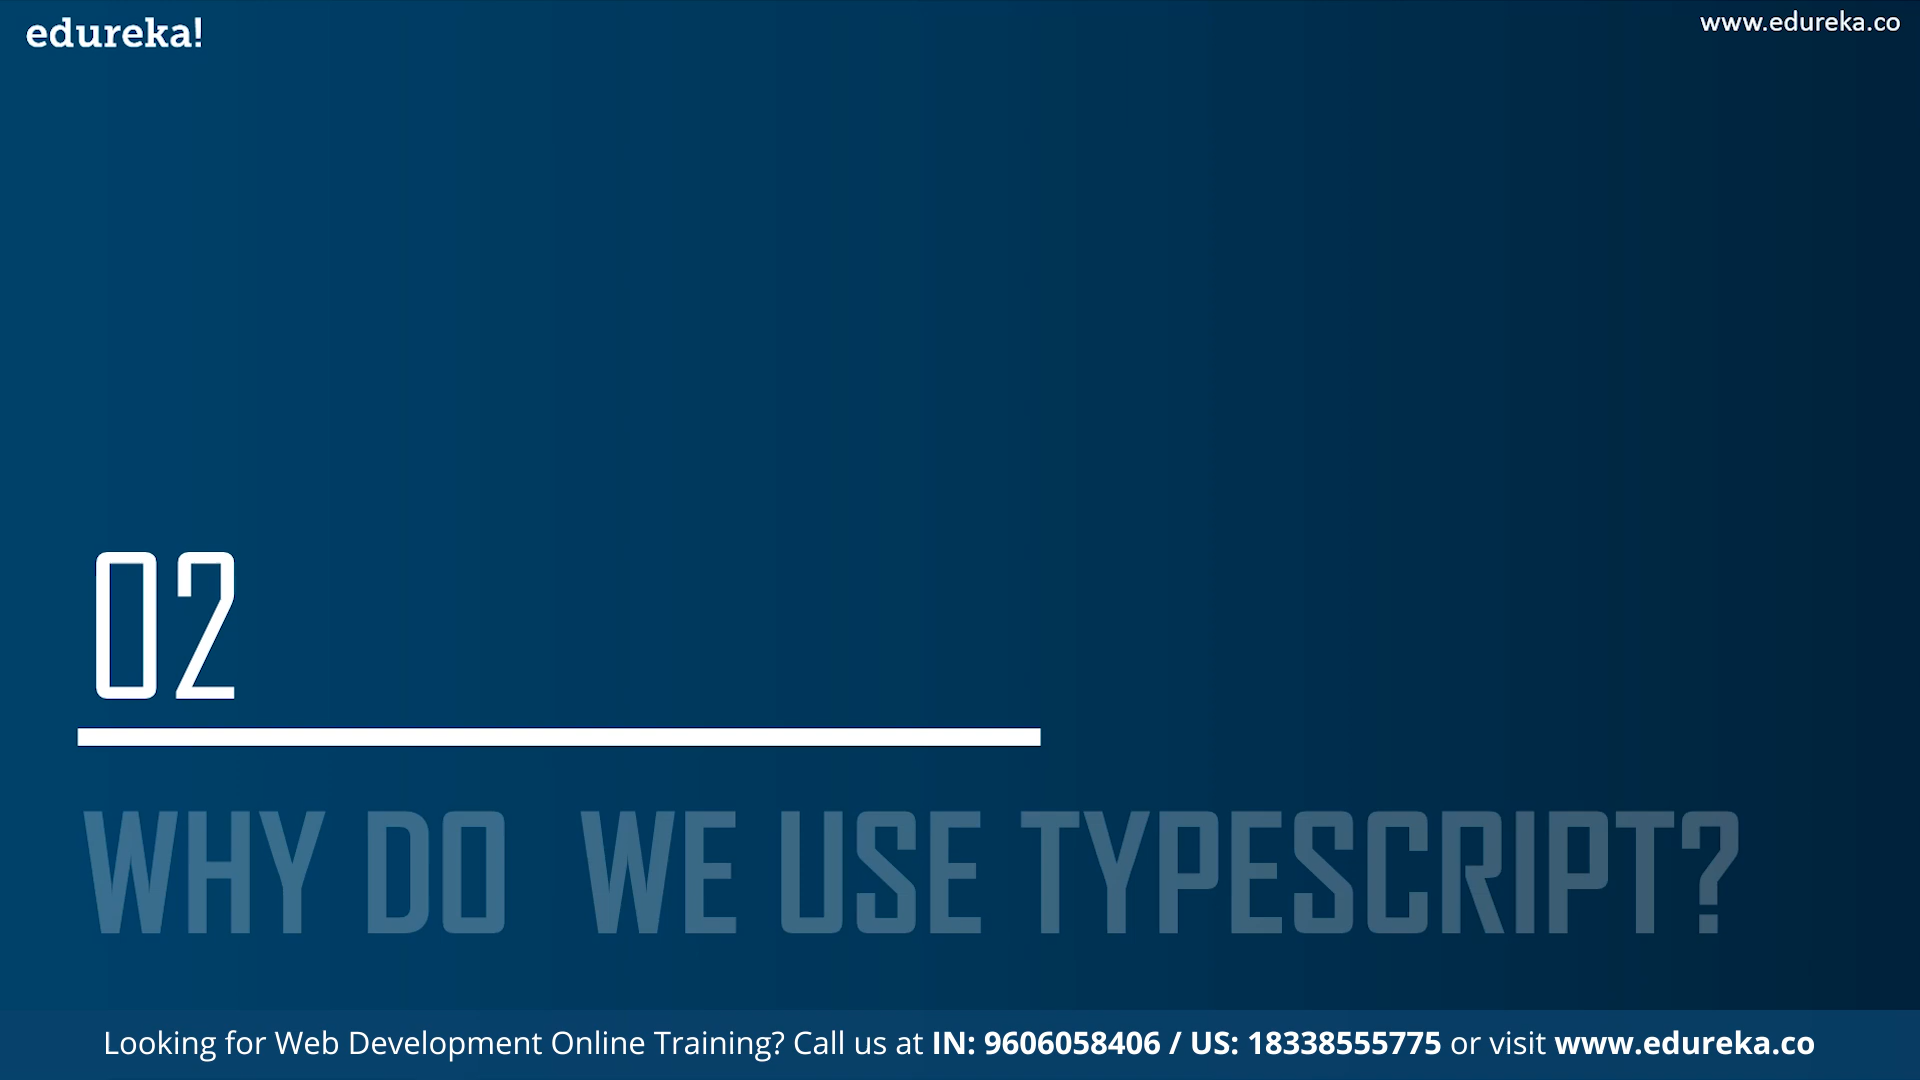 edureka!
www.edureka.co
02
WHY DO WE USE TYPESCRIPT?
Looking for Web Development Online Training? Call us at IN: 9606058406 / US: 18338555775 or visit www.edureka.co